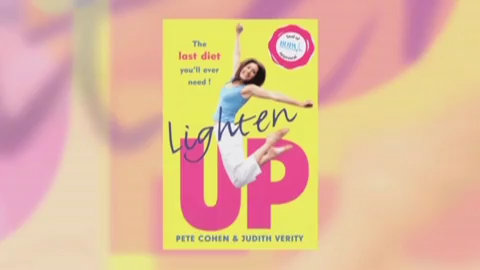 The
last diet
you'll ever
need!
Lighten
UP
PETE COHEN & JUDITH VERITY